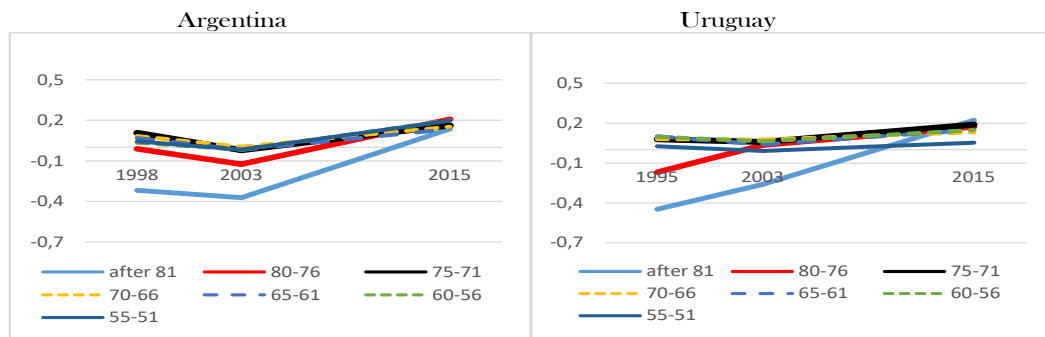 Argentina
0,5
0,2
-0,1
-0,4
-0,7
1998 2003 2015
after 81 80-76 75-71
70-66 65-61 60-56
55-51
Uruguay
0,5
0,2
-0,1
-0,4
-0,7
1995 2003 2015
after 81 80-76 75-71
70-66 65-61 60-56
55-51